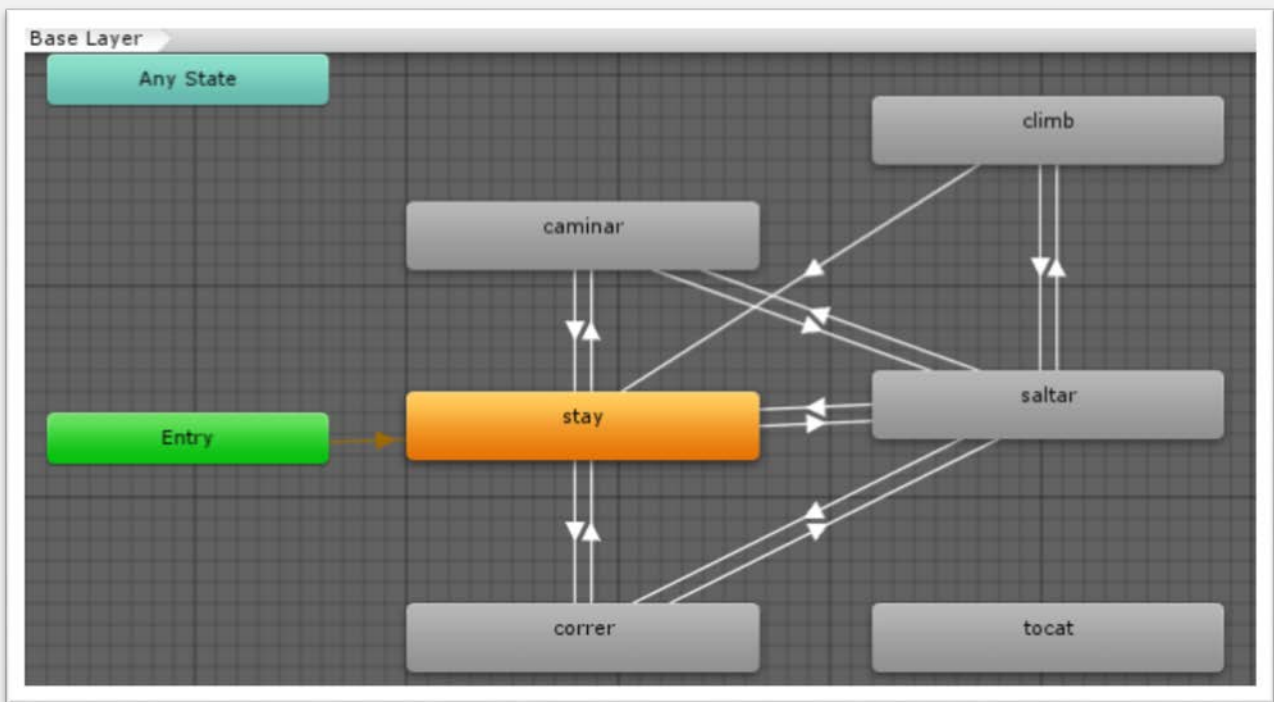 Base Layer
Any State
climb
caminar
saltar
stay
Entry
correr
tocat